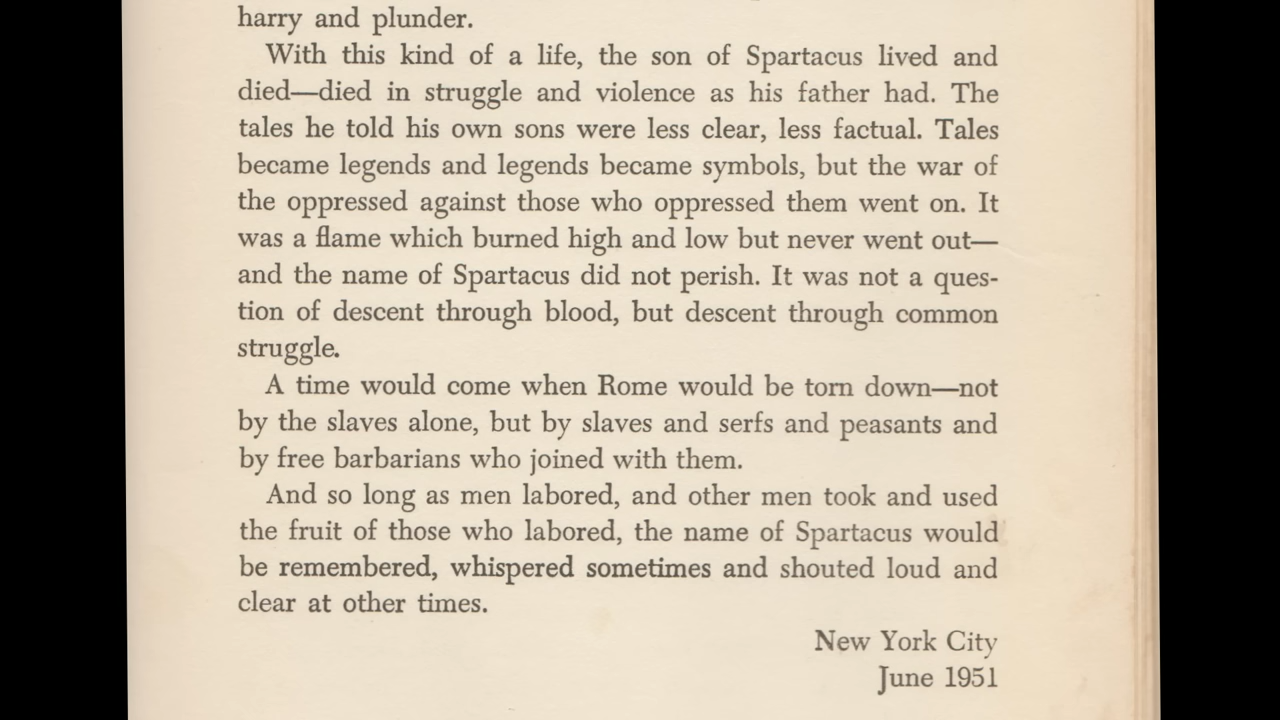 harry and plunder.
With this kind of a life, the son of Spartacus lived and
died—died in struggle and violence as his father had. The
tales he told his own sons were less clear, less factual. Tales
became legends and legends became symbols, but the war of
the oppressed against those who oppressed them went on. It
was a flame which burned high and low but never went out—
and the name of Spartacus did not perish. It was not a ques-
tion of descent through blood, but descent through common
struggle.
A time would come when Rome would be torn down—not
by the slaves alone, but by slaves and serfs and peasants and
by free barbarians who joined with them.
And so long as men labored, and other men took and used
the fruit of those who labored, the name of Spartacus would
be remembered, whispered sometimes and shouted loud and
clear at other times.
New York City
June 1951